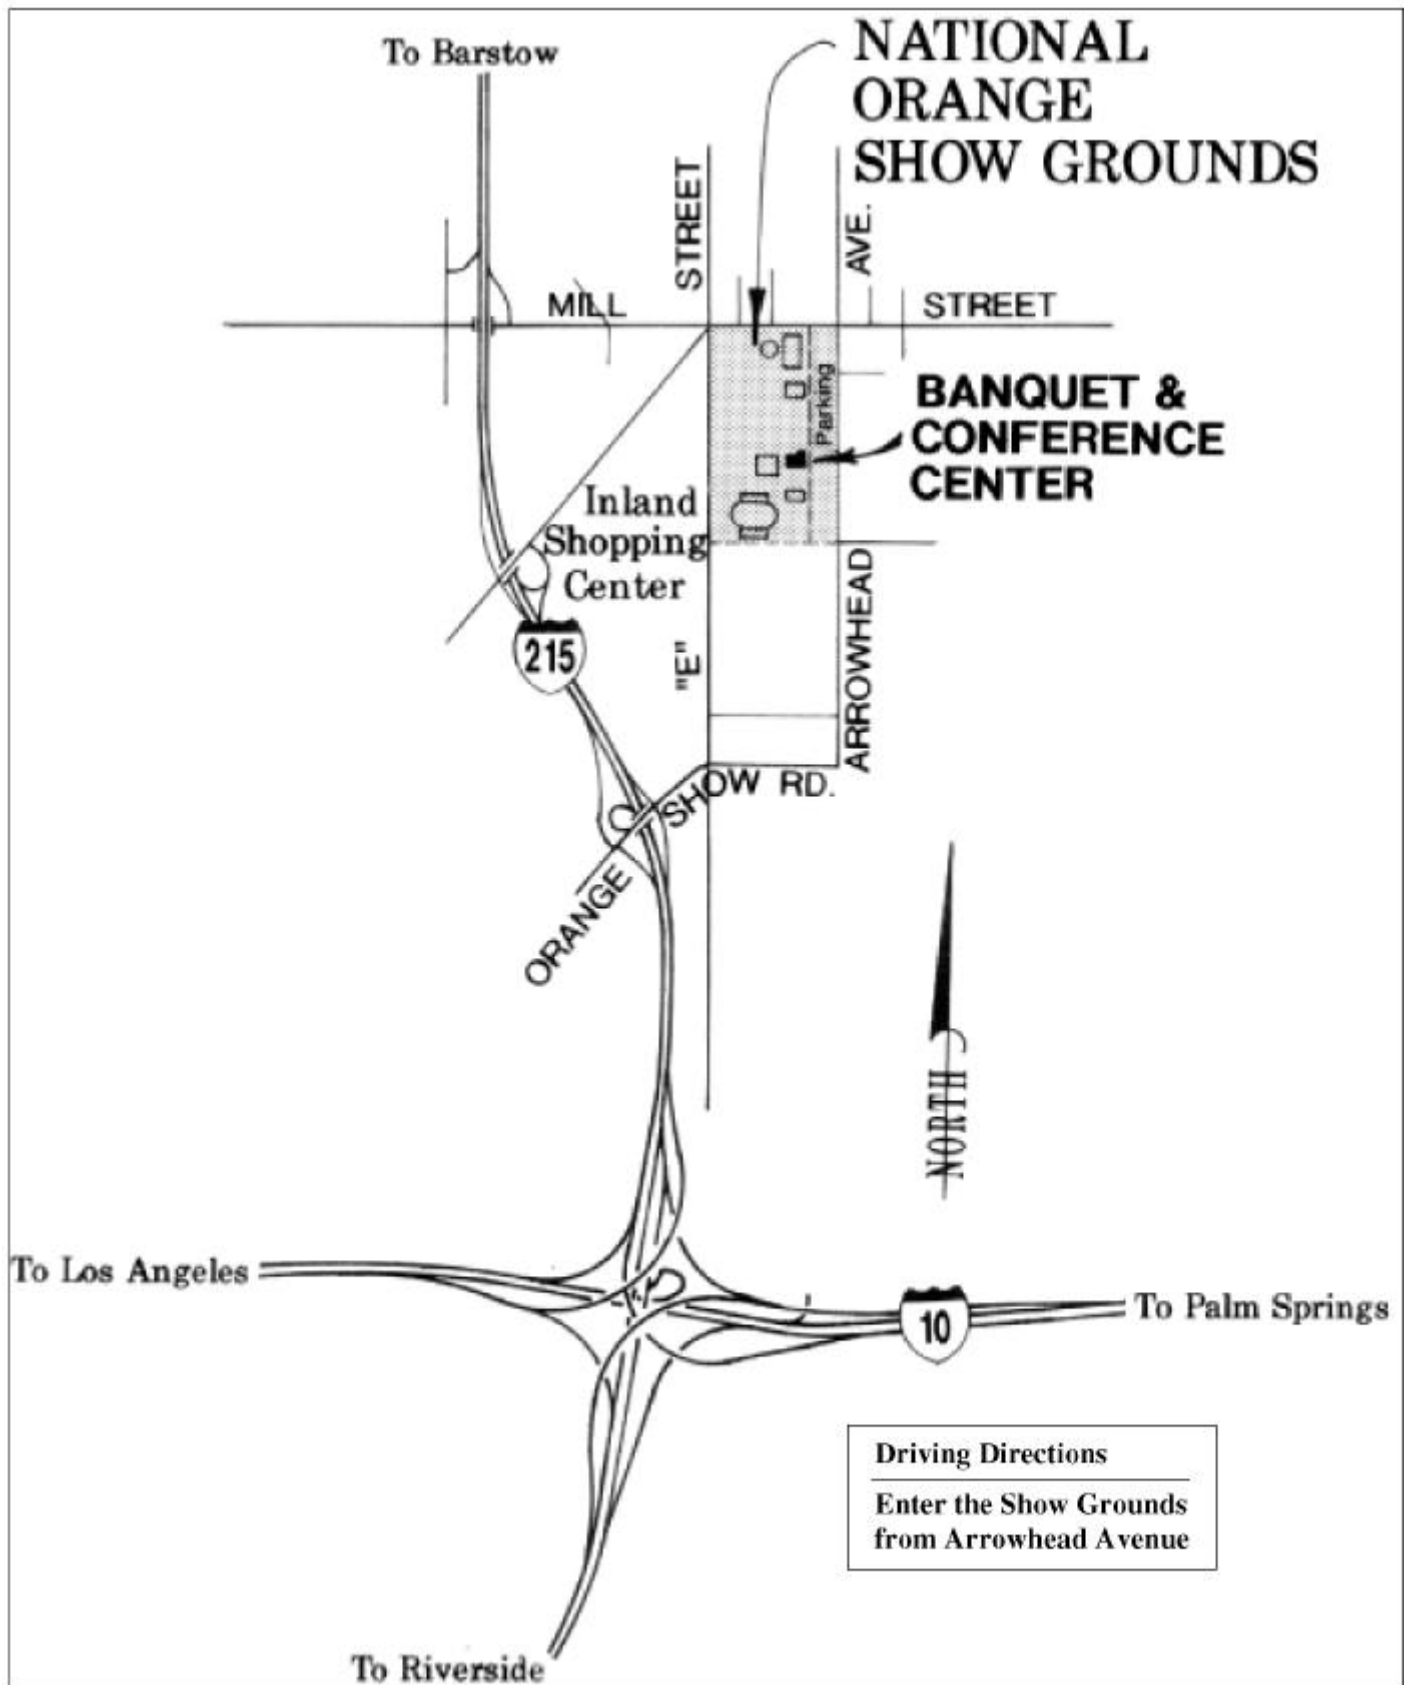 To Barstow
NATIONAL
ORANGE
SHOW GROUNDS
STREET
AVE.
MILL
STREET
Parking
BANQUET &
CONFERENCE
CENTER
Inland
Shopping
Center
215
"E"
ARROWHEAD
ORANGE SHOW RD.
NORTH
To Los Angeles
10
To Palm Springs
Driving Directions
Enter the Show Grounds
from Arrowhead Avenue
To Riverside